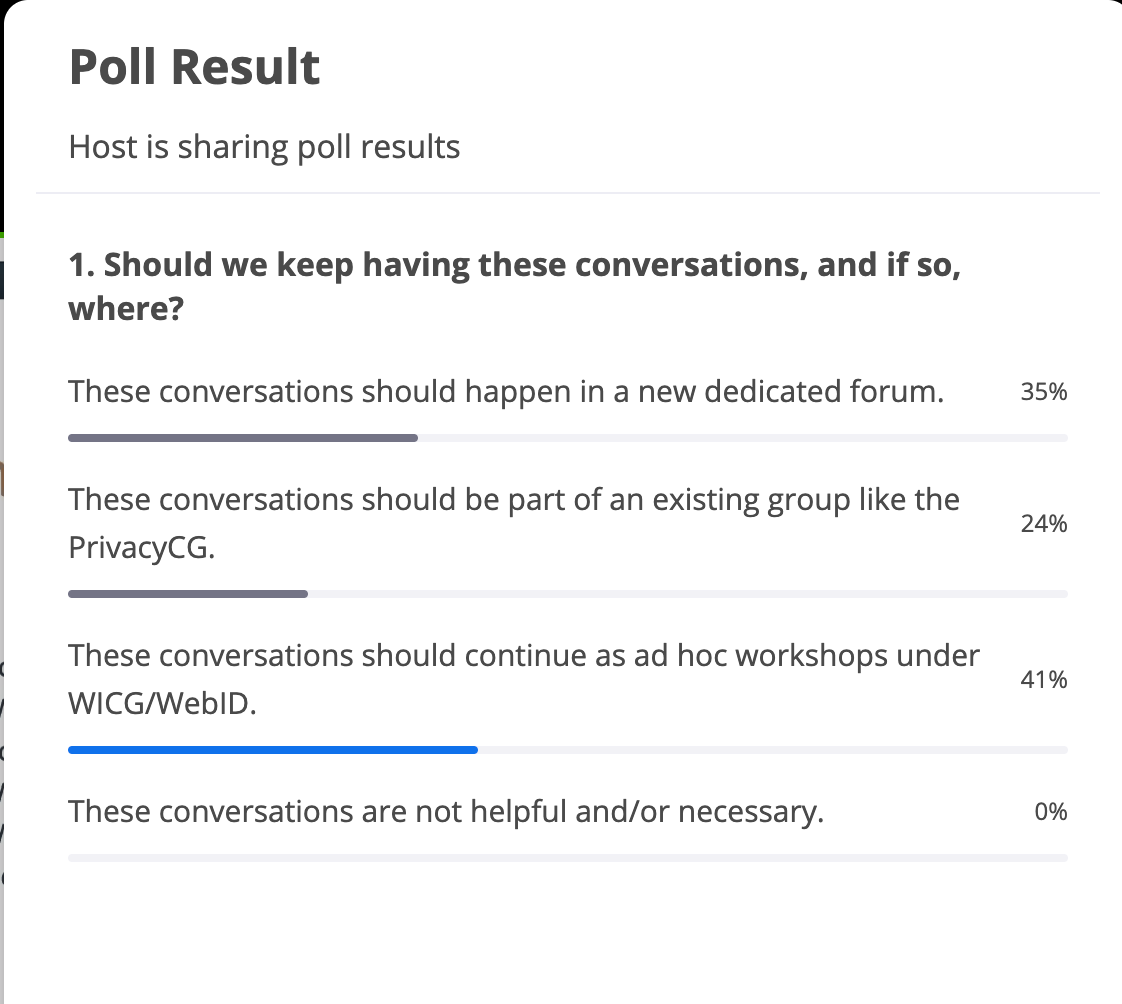 Poll Result
Host is sharing poll results
1. Should we keep having these conversations, and if so,
where?
These conversations should happen in a new dedicated forum. 35%
These conversations should be part of an existing group like the
PrivacyCG.
24%
These conversations should continue as ad hoc workshops under
WICG/WebID.
41%
These conversations are not helpful and/or necessary. 0%